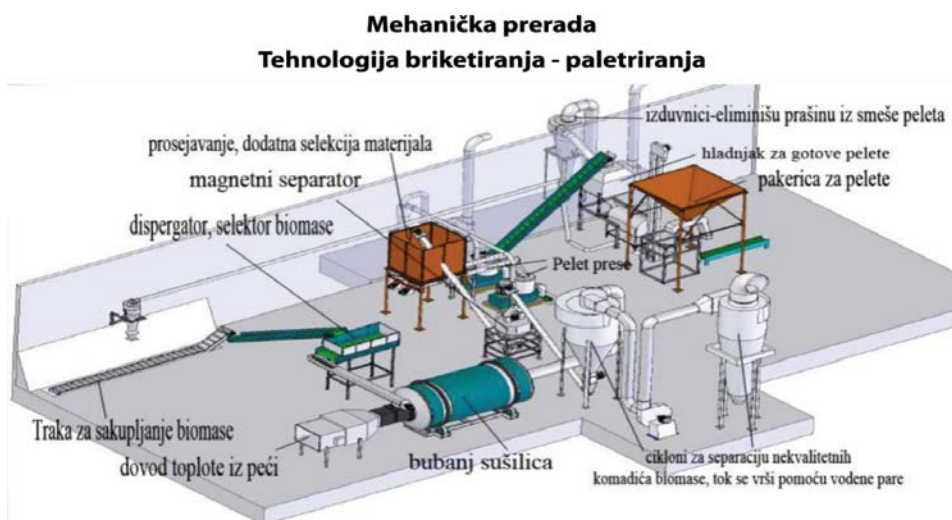 Mehanička prerada
Tehnologija briketiranja - paletriranja
izduvnici-eliminišu prašinu iz smeše peleta
prosejavanje, dodatna selekcija materijala
hladnjak za gotove pelete
magnetni separator
pakerica za pelete
dispergator, selektor biomase
Pelet prese
Traka za sakupljanje biomase
dovod toplote iz peći
bubanj sušilica
cikloni za separaciju nekvalitetnih
komadića biomase, tok se vrši pomoću vodene pare